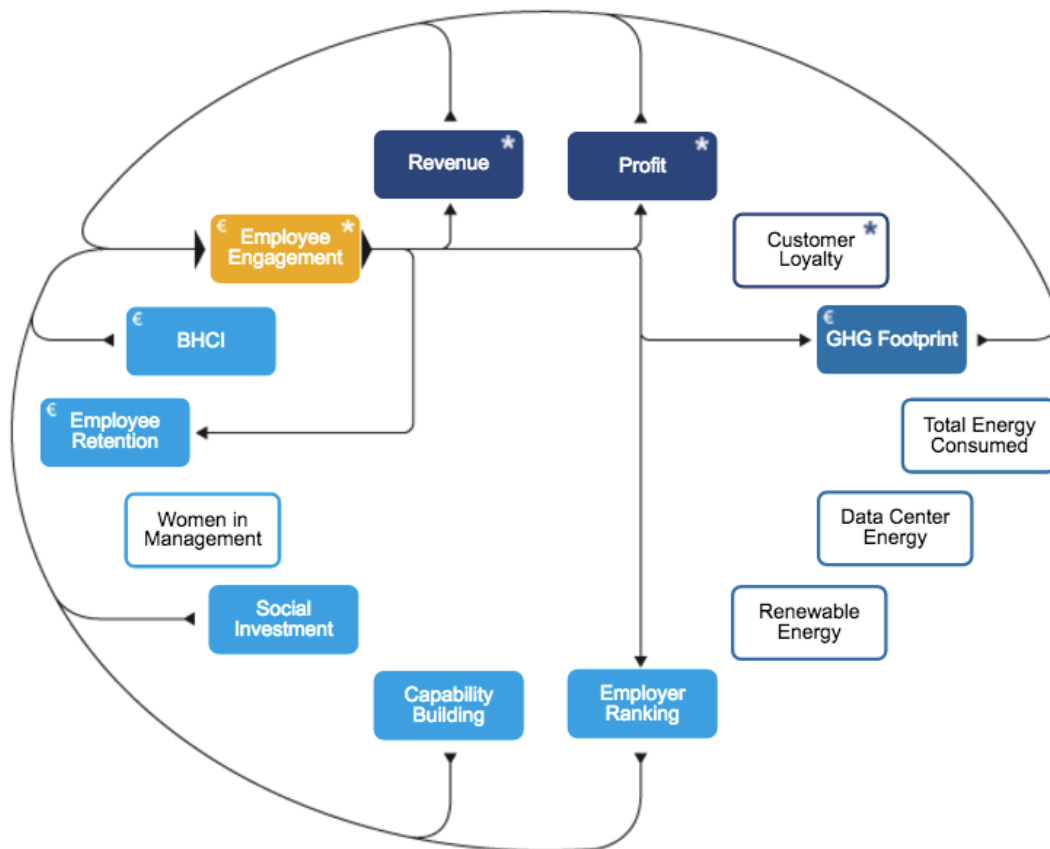 Revenue *
Profit *
€ Employee *
Engagement
Customer *
Loyalty
€ BHCI
€ GHG Footprint
€ Employee
Retention
Total Energy
Consumed
Women in
Management
Data Center
Energy
Social
Investment
Renewable
Energy
Capability
Building
Employer
Ranking